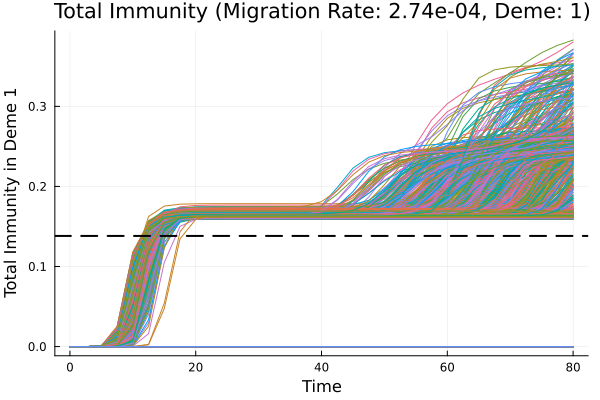 Total Immunity (Migration Rate: 2.74e-04, Deme: 1)
Total Immunity in Deme 1
0.3
0.2
0.1
0.0
0 20 40 60 80
Time